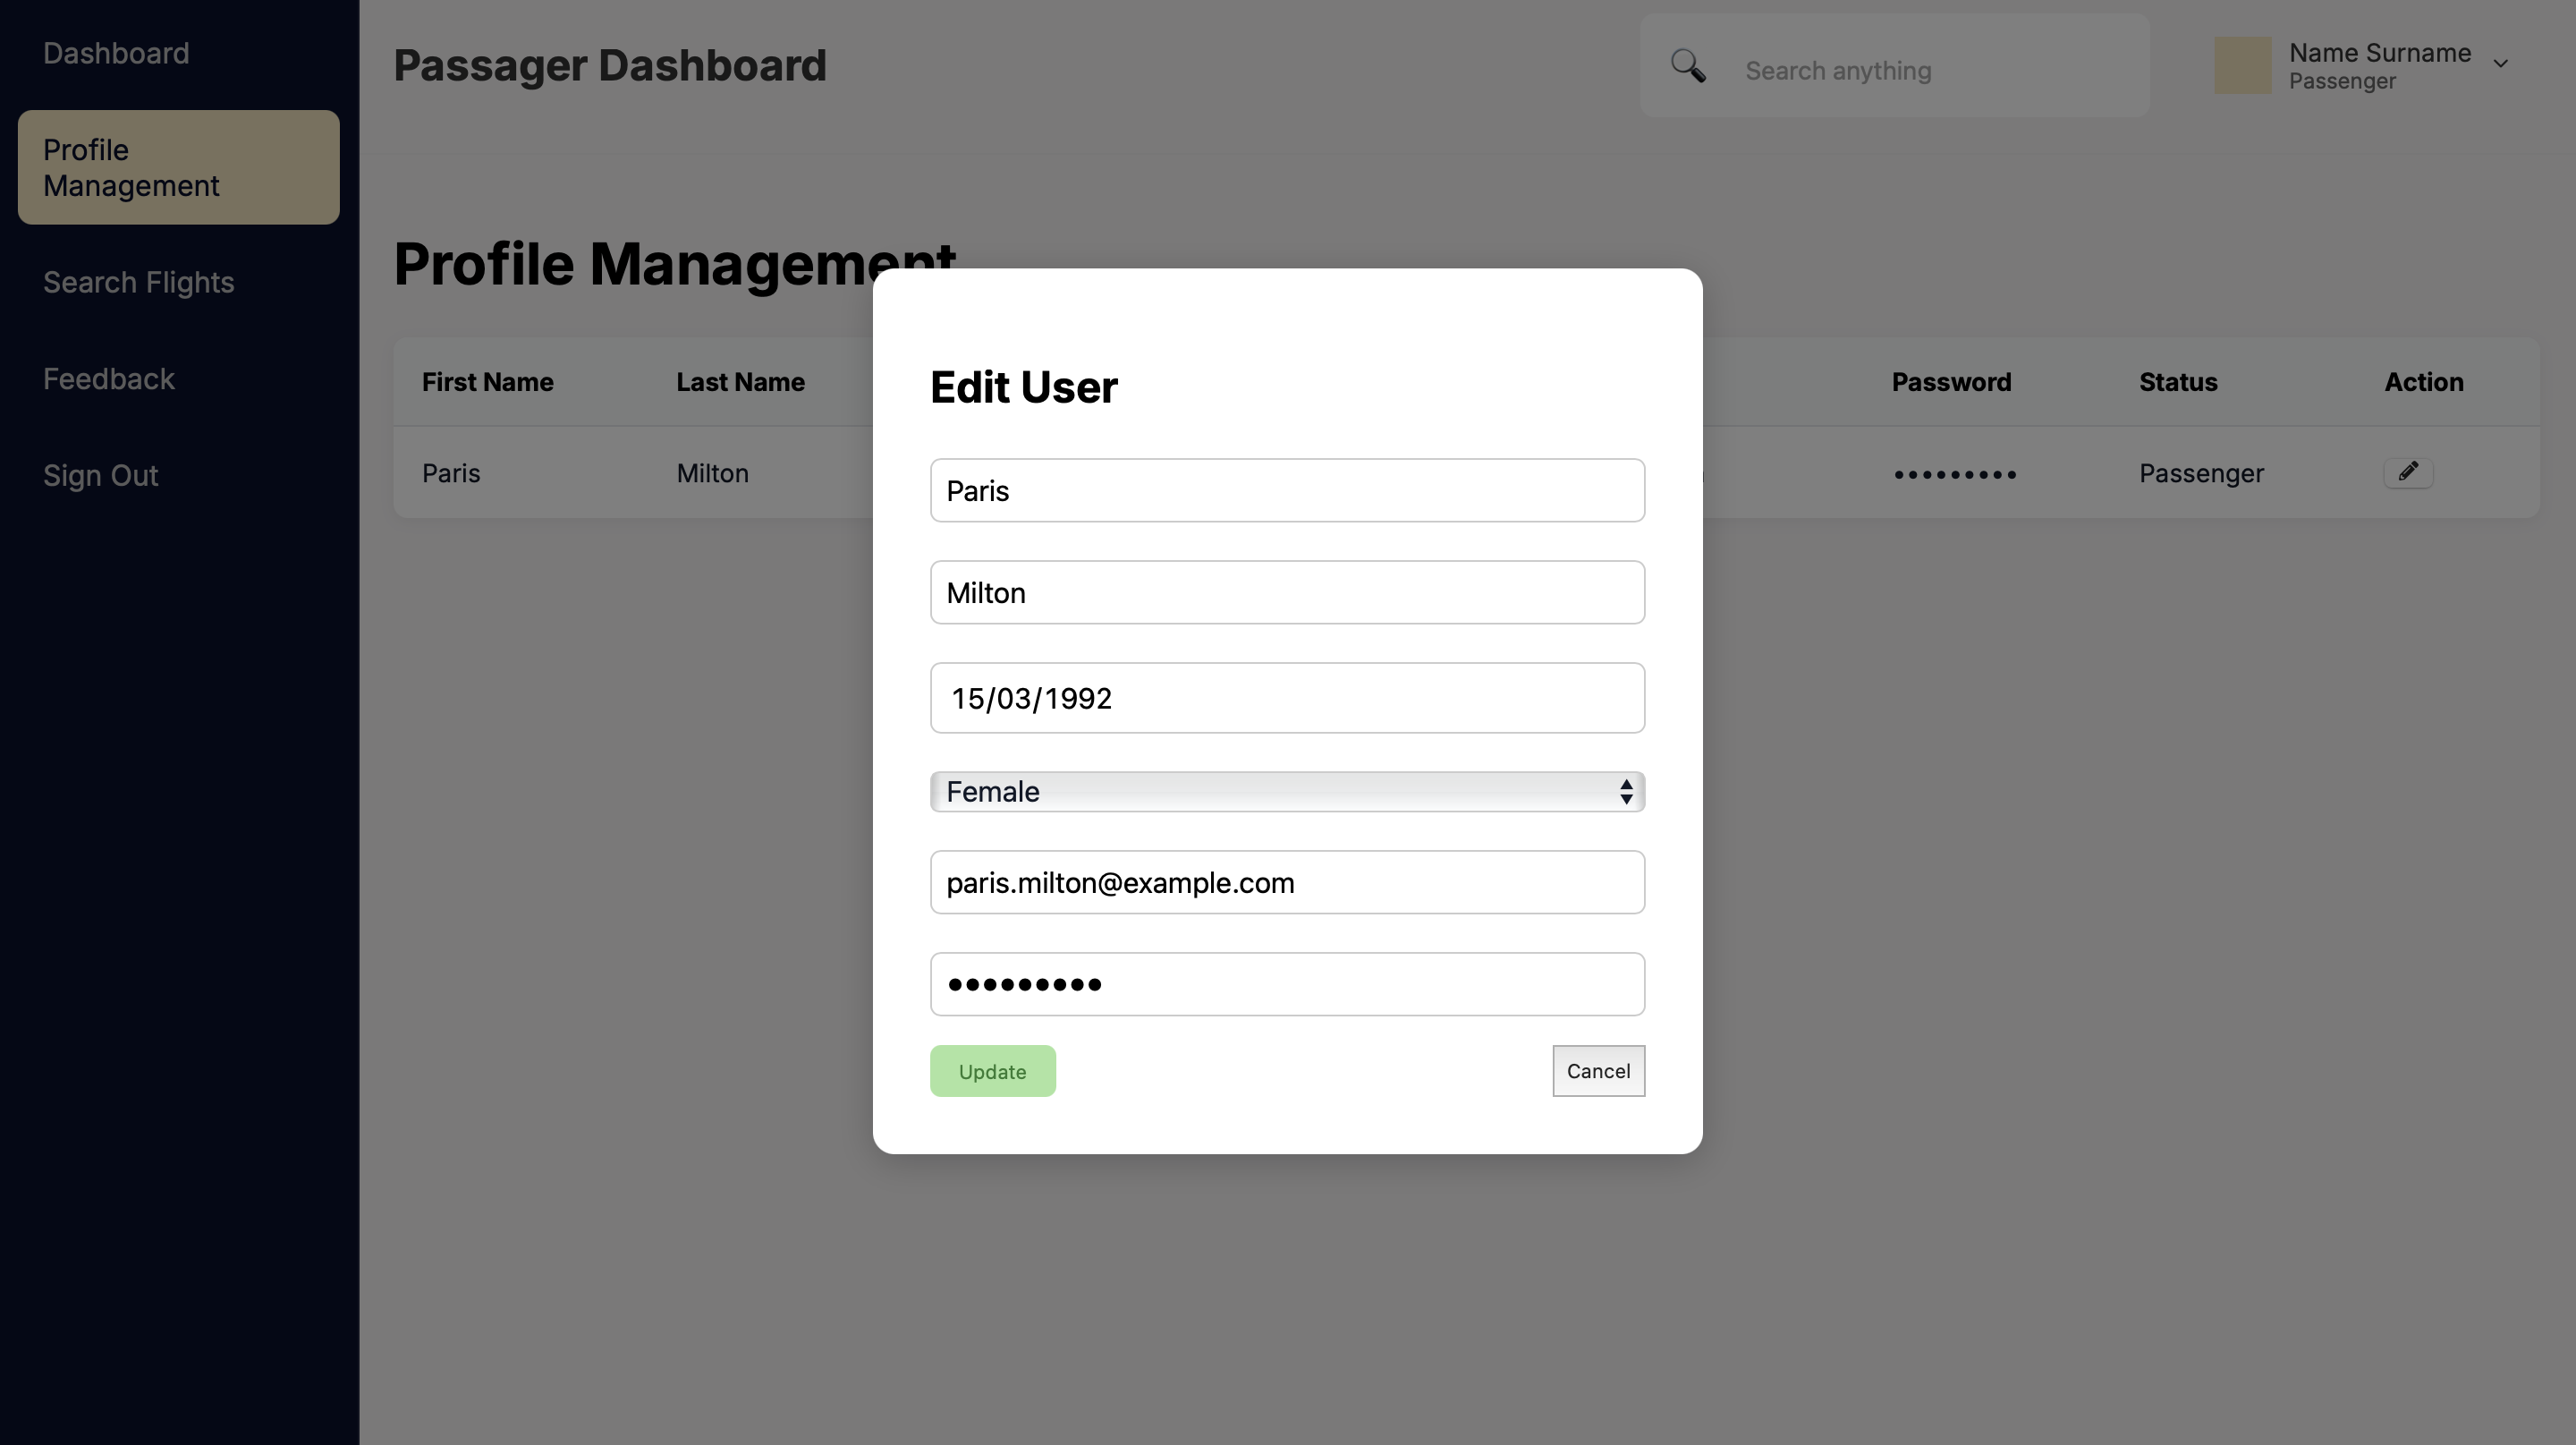 Dashboard
Profile
Management
Search Flights
Feedback
Sign Out
Passager Dashboard
Search anything
Name Surname
Passenger
Profile Management
First Name Last Name Password Status Action
Paris Milton ••••••••• Passenger
Edit User
Paris
Milton
15/03/1992
Female
paris.milton@example.com
•••••••••
Update Cancel